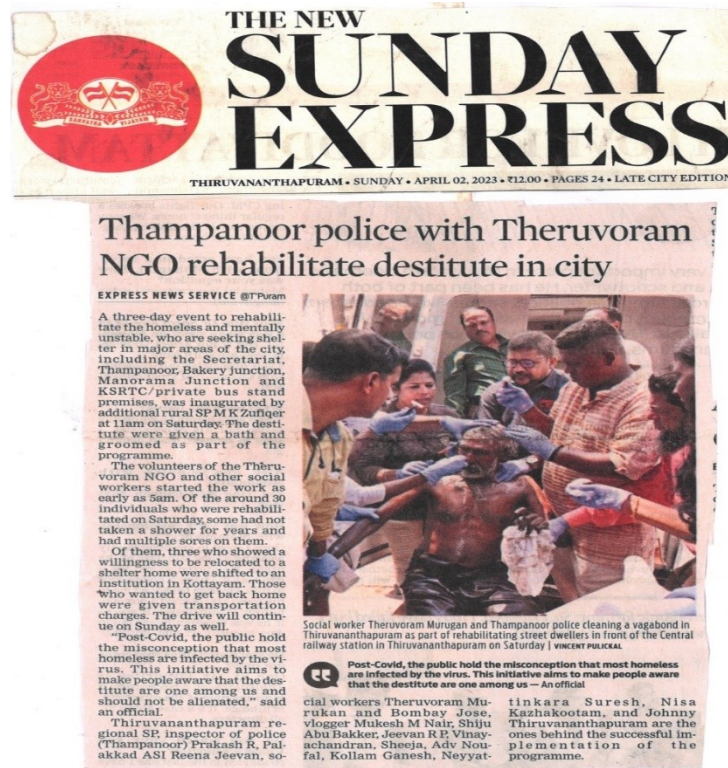 THE NEW
SUNDAY
EXPRESS
THIRUVANANTHAPURAM • SUNDAY • APRIL 02, 2023 • ₹12.00 • PAGES 24 • LATE CITY EDITION
Thampanoor police with Theruvoram
NGO rehabilitate destitute in city
EXPRESS NEWS SERVICE @T'Puram
A three-day event to rehabili-
tate the homeless and mentally
unstable, who are seeking shel-
ter in major areas of the city,
including the Secretariat,
Thampanoor, Bakery junction,
Manorama Junction and
KSRTC/private bus stand
premises, was inaugurated by
additional rural SP M K Zufiqer
at 11am on Saturday. The desti-
tute were given a bath and
groomed as part of the
programme.
The volunteers of the Theru-
voram NGO and other social
workers started the work as
early as 5am. Of the around 30
individuals who were rehabili-
tated on Saturday, some had not
taken a shower for years and
had multiple sores on them.
Of them, three who showed a
willingness to be relocated to a
shelter home were shifted to an
institution in Kottayam. Those
who wanted to get back home
were given transportation
charges. The drive will contin-
ue on Sunday as well.
"Post-Covid, the public hold
the misconception that most
homeless are infected by the vi-
rus. This initiative aims to
make people aware that the des-
titute are one among us and
should not be alienated," said
an official.
Thiruvananthapuram re-
gional SP, inspector of police
(Thampanoor) Prakash R, Pal-
akkad ASI Reena Jeevan, so-
Social worker Theruvoram Murugan and Thampanoor police cleaning a vagabond in
Thiruvananthapuram as part of rehabilitating street dwellers in front of the Central
railway station in Thiruvananthapuram on Saturday | VINCENT PULICKAL
Post-Covid, the public hold the misconception that most homeless
are infected by the virus. This initiative aims to make people aware
that the destitute are one among us — An official
cial workers Theruvoram Mu-
rukan and Bombay Jose,
vlogger Mukesh M Nair, Shiju
Abu Bakker, Jeevan R P, Vinay-
achandran, Sheeja, Adv Nou-
fal, Kollam Ganesh, Neyyat-
tinkara Suresh, Nisa
Kazhakootam, and Johnny
Thiruvananthapuram are the
ones behind the successful im-
plementation of the
programme.